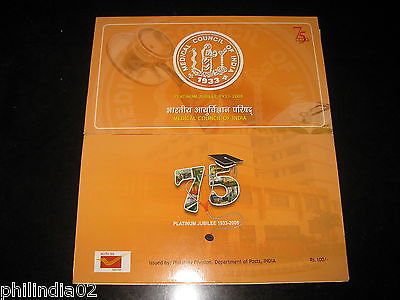 MEDICAL COUNCIL OF INDIA
1933
75
PLATINUM JUBILEE 1933-2008
भारतीय आयुर्विज्ञान परिषद्
MEDICAL COUNCIL OF INDIA
75
PLATINUM JUBILEE 1933-2008
Issued by: Philately Division, Department of Posts, INDIA
Rs.100/-
philindia02